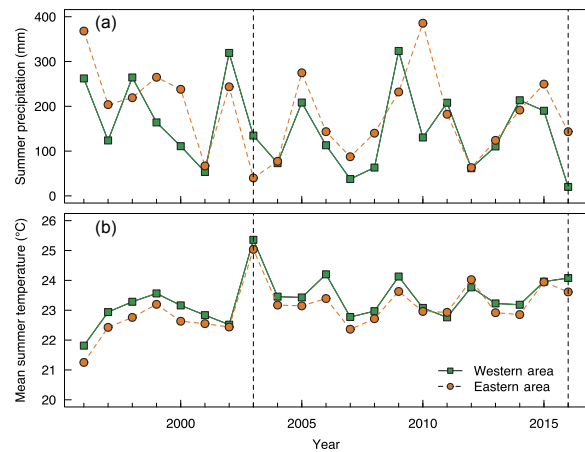 (a)
Summer precipitation (mm)
400
300
200
100
0
(b)
Mean summer temperature (°C)
26
25
24
23
22
21
20
Western area
Eastern area
2000
2005
2010
2015
Year